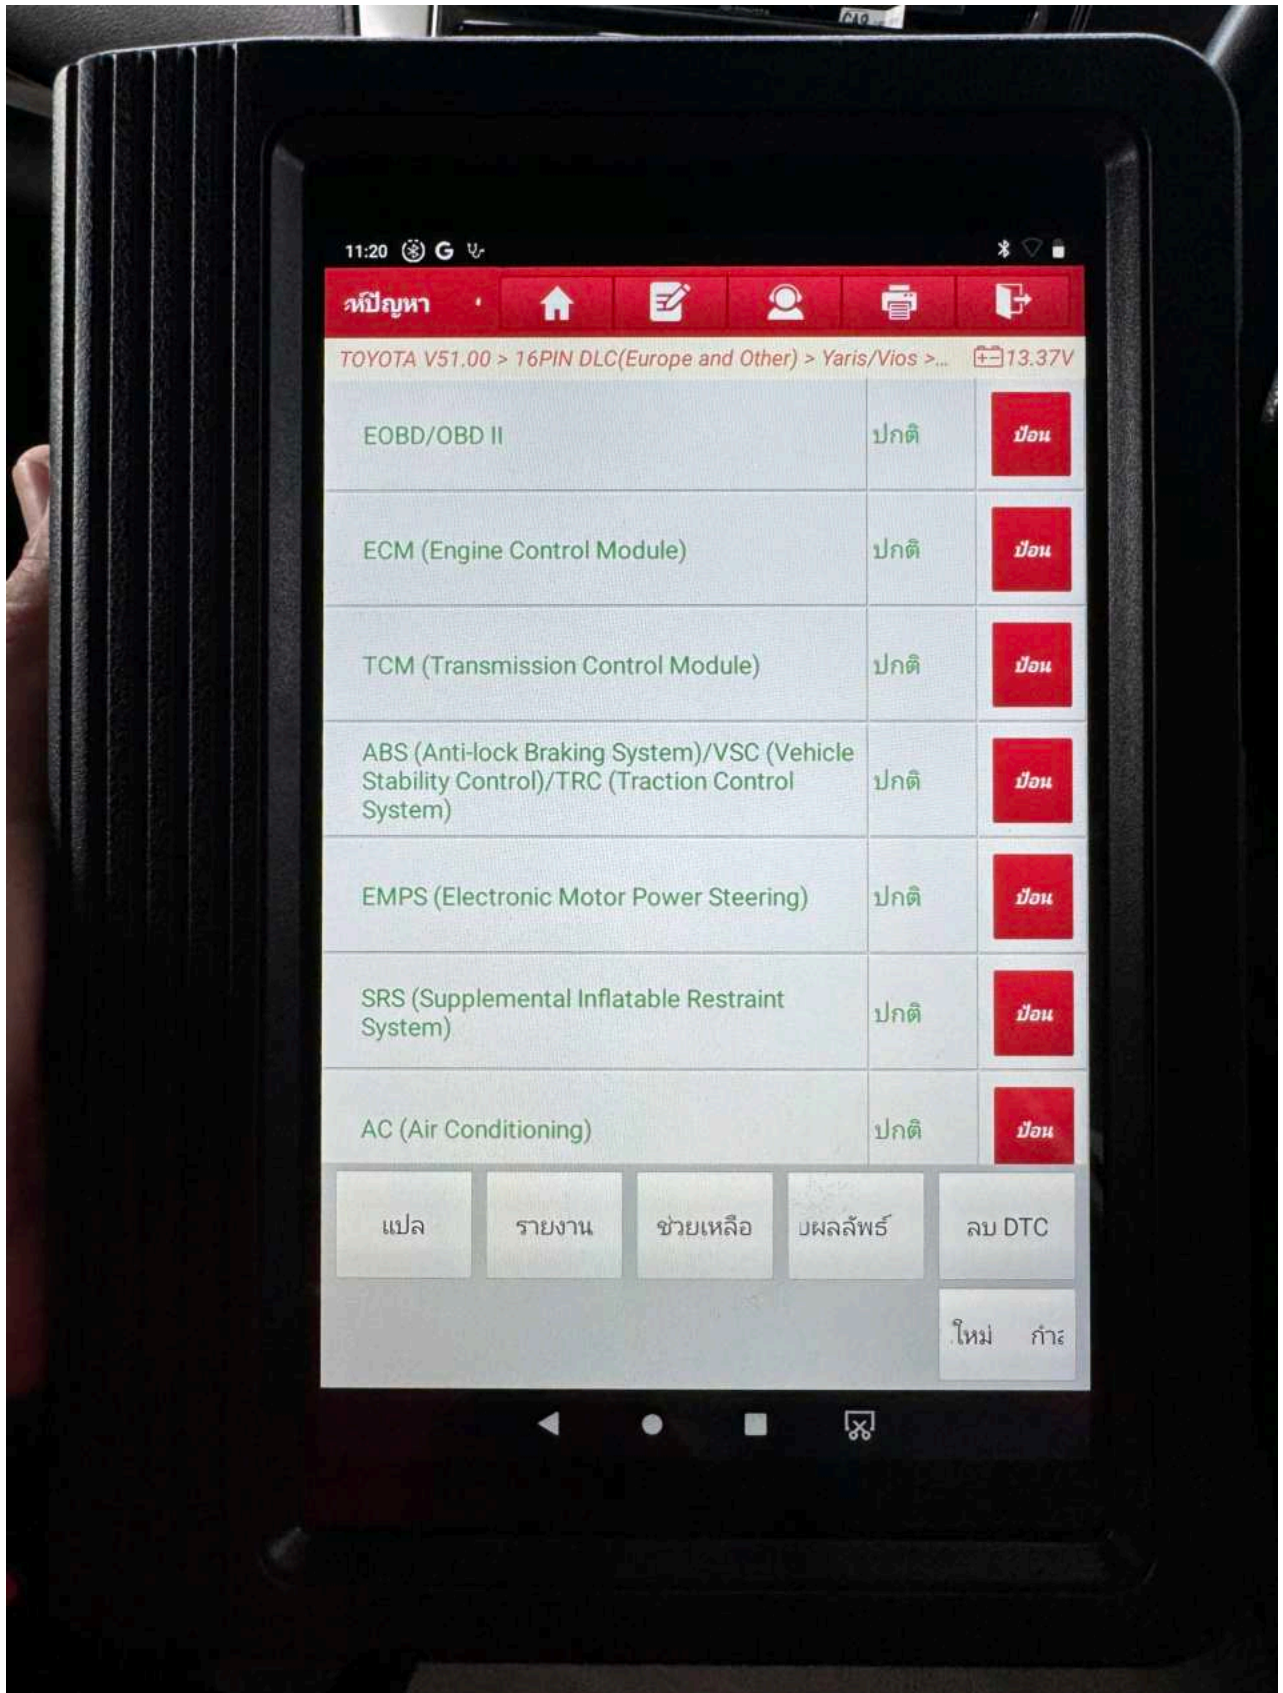 CAR
11:20 G
ห์ปัญหา
TOYOTA V51.00 > 16PIN DLC(Europe and Other) > Yaris/Vios >... 13.37V
EOBD/OBD II ปกติ ป้อน
ECM (Engine Control Module) ปกติ ป้อน
TCM (Transmission Control Module) ปกติ ป้อน
ABS (Anti-lock Braking System)/VSC (Vehicle
Stability Control)/TRC (Traction Control
System) ปกติ ป้อน
EMPS (Electronic Motor Power Steering) ปกติ ป้อน
SRS (Supplemental Inflatable Restraint
System) ปกติ ป้อน
AC (Air Conditioning) ปกติ ป้อน
แปล รายงาน ช่วยเหลือ ผลลัพธ์ ลบ DTC
ใหม่